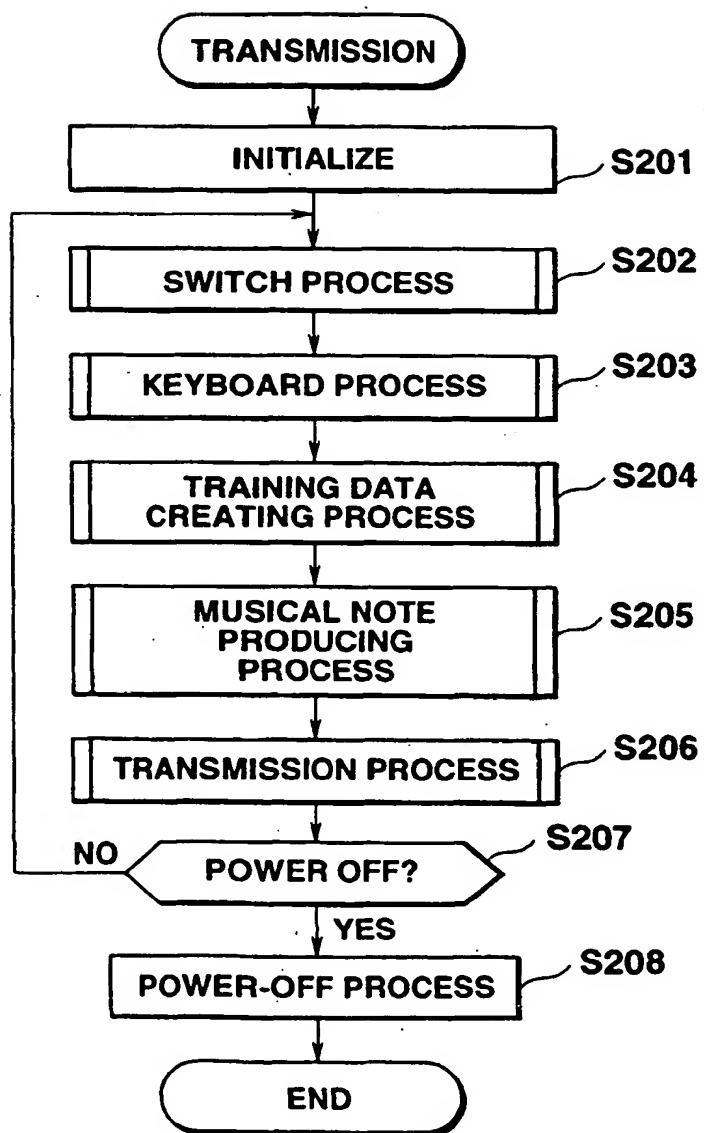 TRANSMISSION
INITIALIZE
S201
SWITCH PROCESS
S202
KEYBOARD PROCESS
S203
TRAINING DATA
CREATING PROCESS
S204
MUSICAL NOTE
PRODUCING
PROCESS
S205
TRANSMISSION PROCESS
S206
NO
POWER OFF?
S207
YES
POWER-OFF PROCESS
S208
END